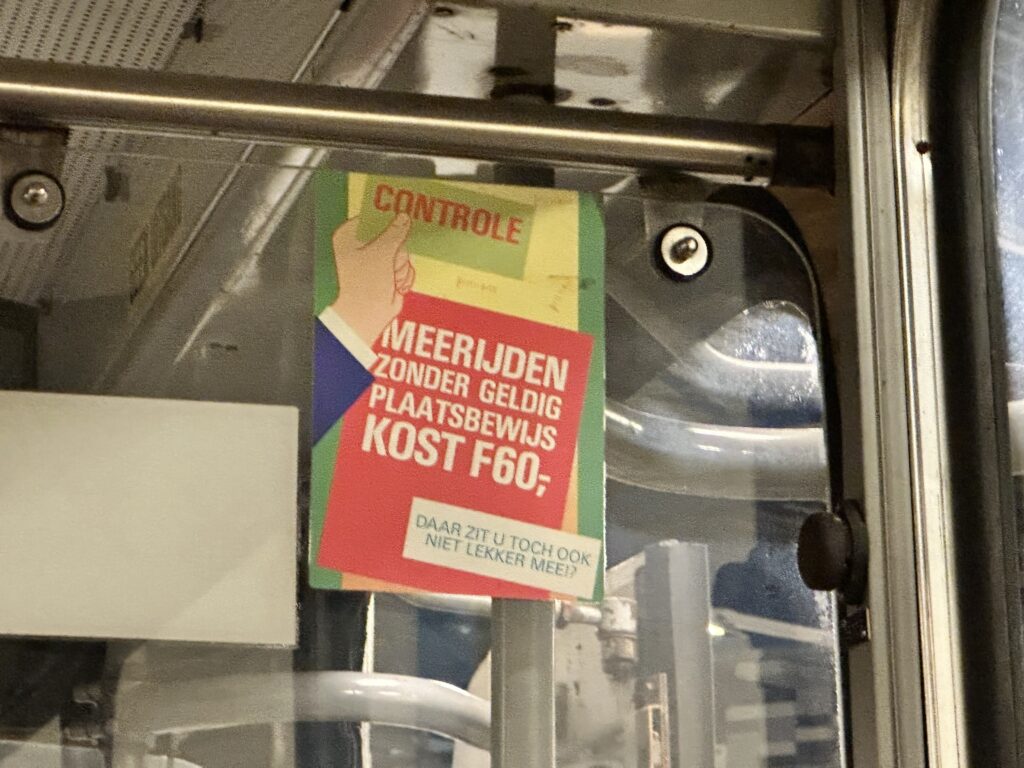 CONTROLE
MEERIJDEN
ZONDER GELDIG
PLAATSBEWIJS
KOST F60,-
DAAR ZIT U TOCH OOK
NIET LEKKER MEE!?